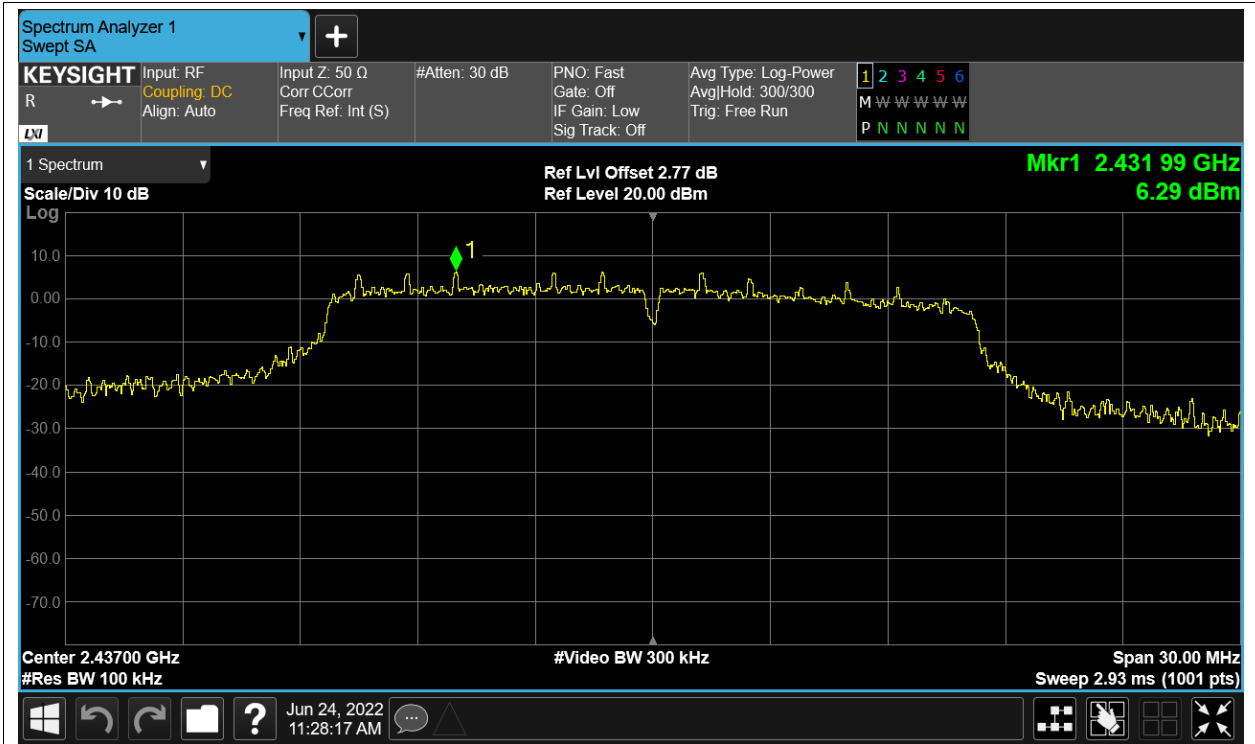 Spectrum Analyzer 1
Swept SA
+
KEYSIGHT
R
LXI
Input: RF
Coupling: DC
Align: Auto
Input Z: 50 Ω
Corr CCorr
Freq Ref: Int (S)
#Atten: 30 dB
PNO: Fast
Gate: Off
IF Gain: Low
Sig Track: Off
Avg Type: Log-Power
Avg|Hold: 300/300
Trig: Free Run
1 2 3 4 5 6
M W W W W W
P N N N N N
1 Spectrum
Scale/Div 10 dB
Ref Lvl Offset 2.77 dB
Ref Level 20.00 dBm
Mkr1 2.431 99 GHz
6.29 dBm
Log
1
10.0
0.00
-10.0
-20.0
-30.0
-40.0
-50.0
-60.0
-70.0
Center 2.43700 GHz
#Video BW 300 kHz
Span 30.00 MHz
#Res BW 100 kHz
Sweep 2.93 ms (1001 pts)
?
Jun 24, 2022
11:28:17 AM